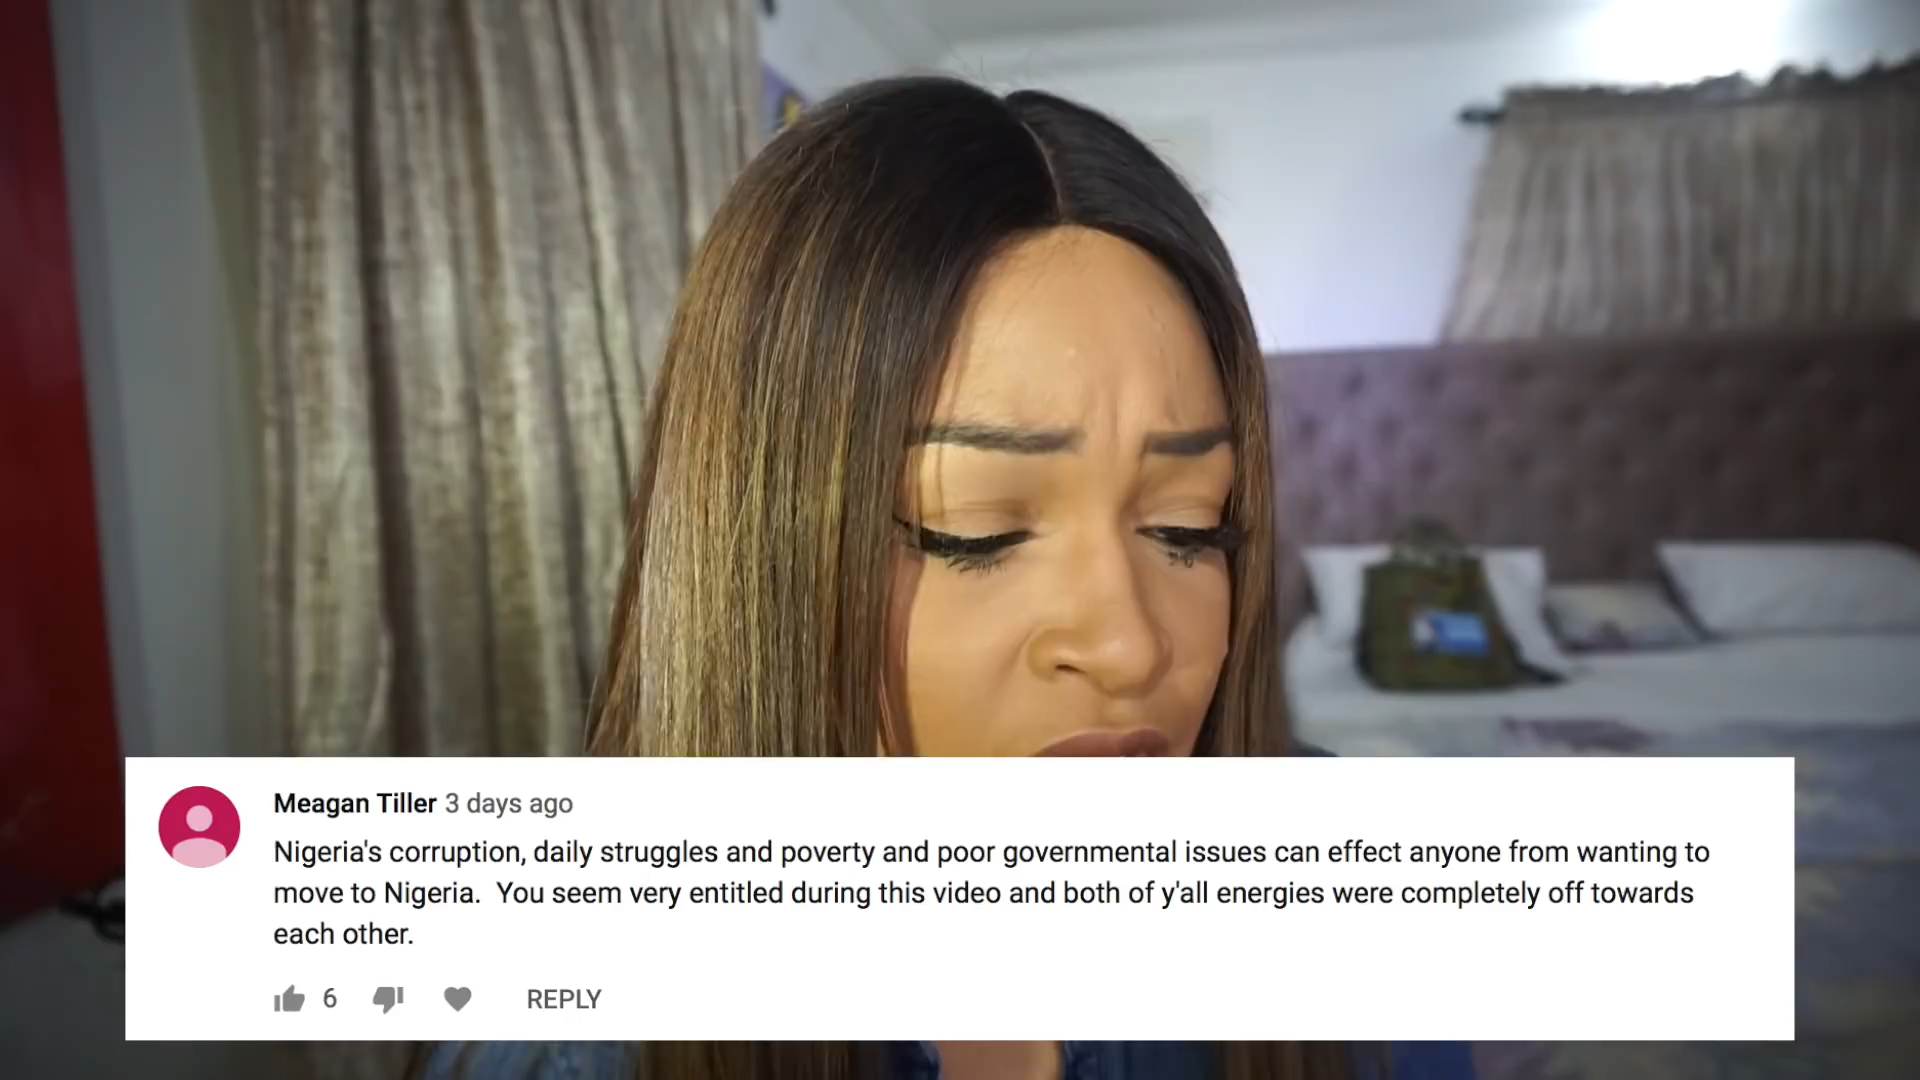 Meagan Tiller 3 days ago
Nigeria's corruption, daily struggles and poverty and poor governmental issues can effect anyone from wanting to
move to Nigeria.  You seem very entitled during this video and both of y'all energies were completely off towards
each other.
6 REPLY